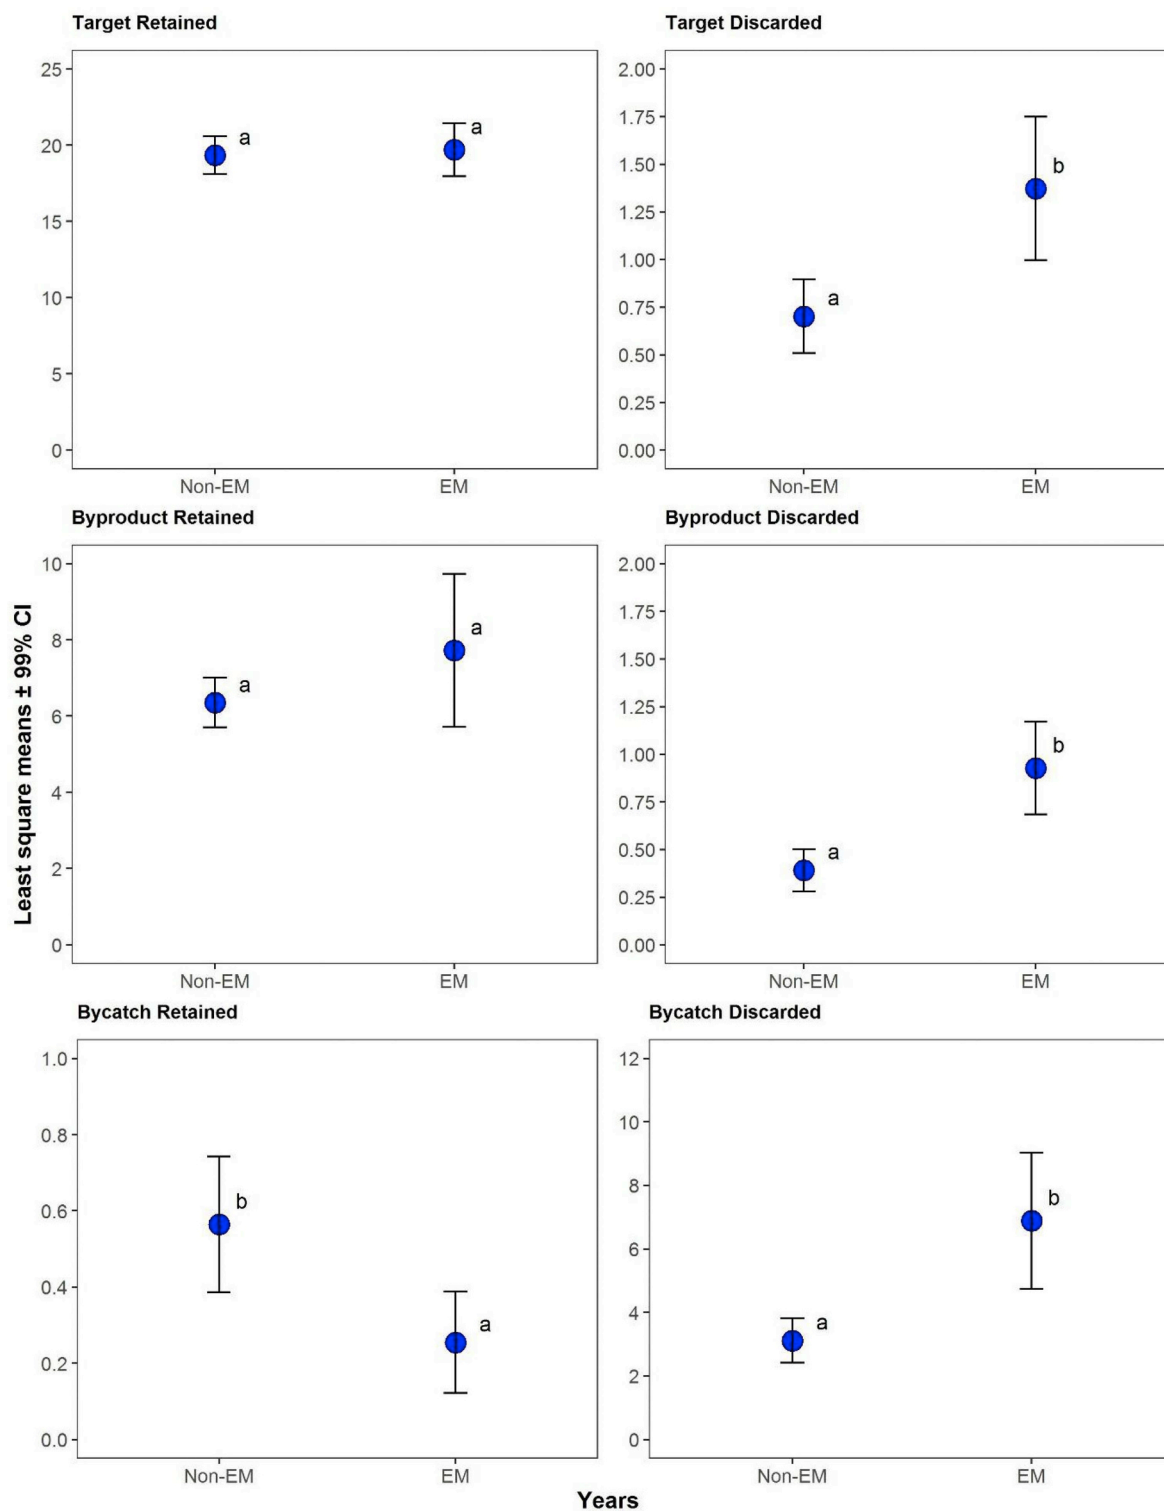 Target Retained
25
20
15
10
5
0
a
a
Non-EM
EM
Target Discarded
2.00
1.75
1.50
1.25
1.00
0.75
0.50
0.25
0.00
a
b
Non-EM
EM
Least square means ± 99% CI
Byproduct Retained
10
8
6
4
2
0
a
a
Non-EM
EM
Byproduct Discarded
2.00
1.75
1.50
1.25
1.00
0.75
0.50
0.25
0.00
a
b
Non-EM
EM
Bycatch Retained
1.0
0.8
0.6
0.4
0.2
0.0
b
a
Non-EM
EM
Bycatch Discarded
12
10
8
6
4
2
0
a
b
Non-EM
EM
Years